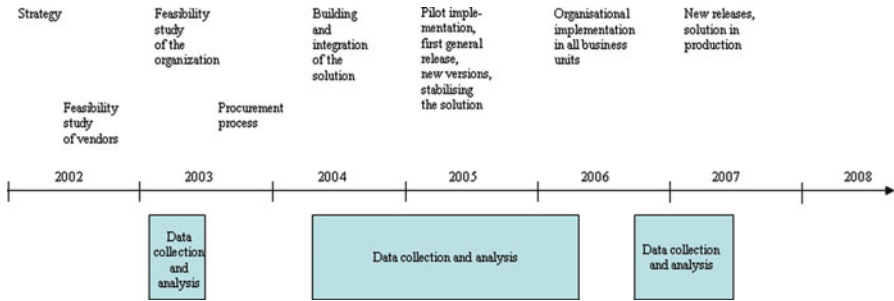 Strategy
Feasibility
study
of the
organization
Building
and
integration
of the
solution
Pilot imple-
mentation,
first general
release,
new versions,
stabilising
the solution
Organisational
implementation
in all business
units
New releases,
solution in
production
Feasibility
study
of vendors
Procurement
process
2002
2003
2004
2005
2006
2007
2008
Data
collection
and
analysis
Data collection and analysis
Data collection
and analysis